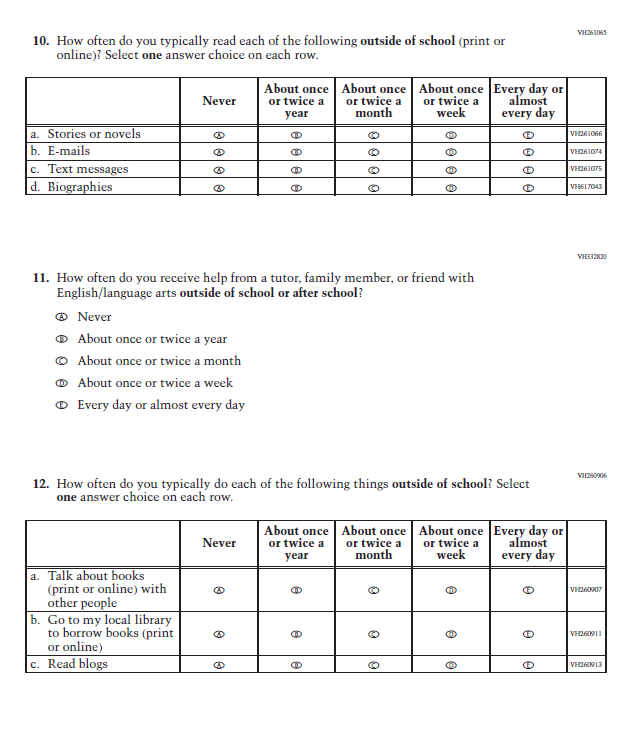 VH261065
10. How often do you typically read each of the following outside of school (print or
online)? Select one answer choice on each row.
Never
About once or twice a year
About once or twice a month
About once or twice a week
Every day or almost every day
a. Stories or novels A B C D E VH261066
b. E-mails A B C D E VH261074
c. Text messages A B C D E VH261075
d. Biographies A B C D E VH617043
VH332820
11. How often do you receive help from a tutor, family member, or friend with
English/language arts outside of school or after school?
A Never
B About once or twice a year
C About once or twice a month
D About once or twice a week
E Every day or almost every day
VH260906
12. How often do you typically do each of the following things outside of school? Select
one answer choice on each row.
Never
About once or twice a year
About once or twice a month
About once or twice a week
Every day or almost every day
a. Talk about books
(print or online) with A B C D E VH260907
other people
b. Go to my local library
to borrow books (print A B C D E VH260911
or online)
c. Read blogs A B C D E VH260913